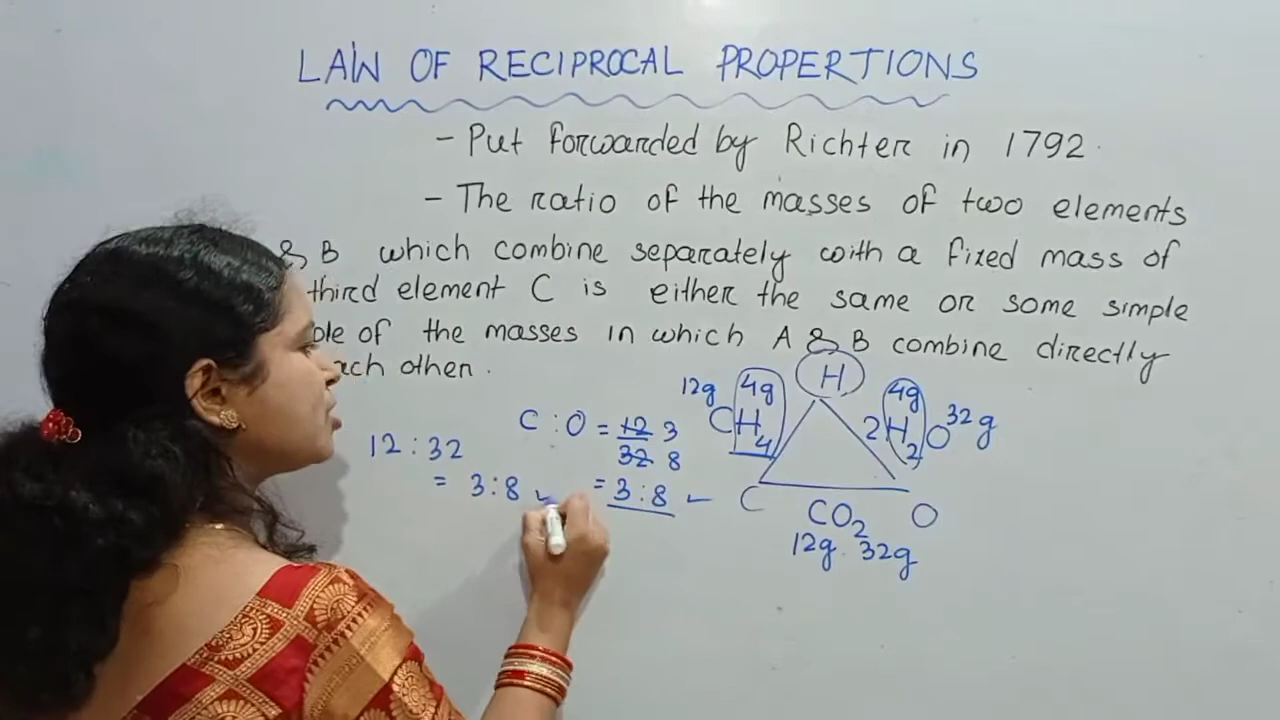 LAW OF RECIPROCAL PROPERTIONS
- Put forwarded by Richter in 1792.
- The ratio of the masses of two elements
& B which combine separately with a fixed mass of
third element C is either the same or some simple
of the masses in which A & B combine directly
other.
H
12g 4g
CH4
4g 32g
2H2O
C : O = 12/32 3/8
= 3:8
12:32
= 3:8
C O
CO2
12g. 32g